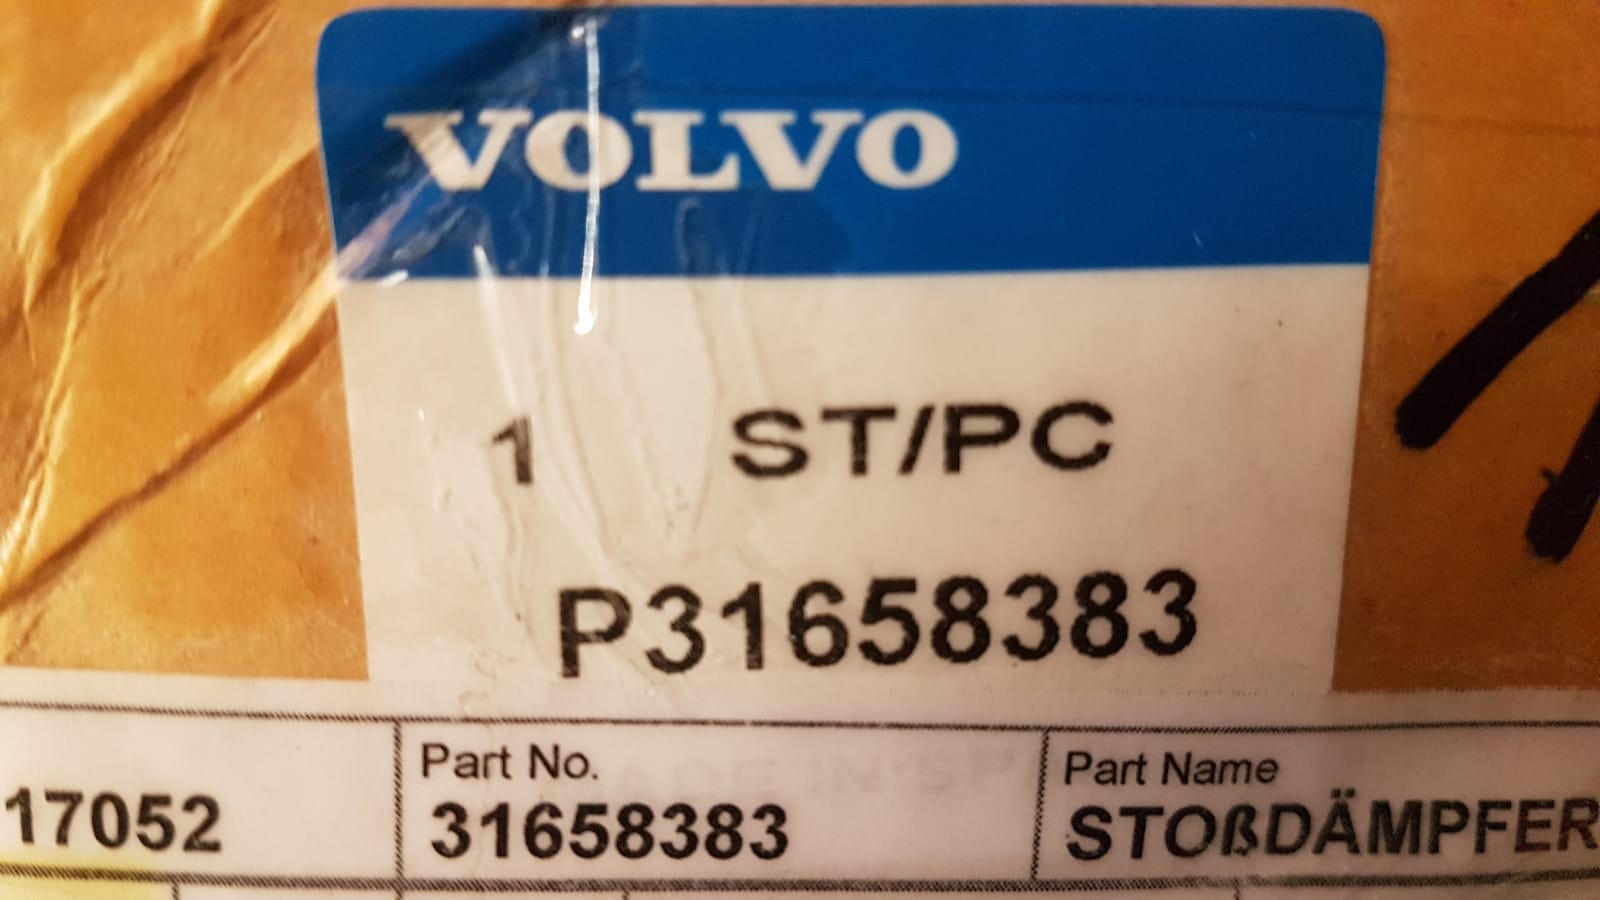 VOLVO
1 ST/PC
P31658383
Part No.
Part Name
17052
31658383
STOßDÄMPFER